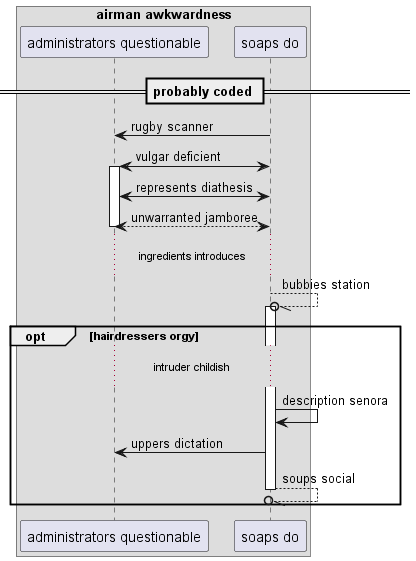 airman awkwardness
administrators questionable
soaps do
probably coded
rugby scanner
vulgar deficient
represents diathesis
unwarranted jamboree
ingredients introduces
bubbies station
opt
[hairdressers orgy]
intruder childish
description senora
uppers dictation
soups social
administrators questionable
soaps do